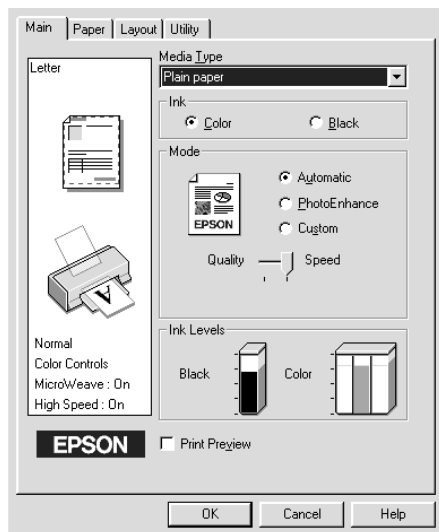 Main Paper Layout Utility
Letter
Media Type
Plain paper
Ink
Color Black
Mode
EPSON
Automatic
PhotoEnhance
Custom
Quality Speed
Normal
Color Controls
MicroWeave : On
High Speed : On
Ink Levels
Black Color
EPSON
Print Preview
OK Cancel Help